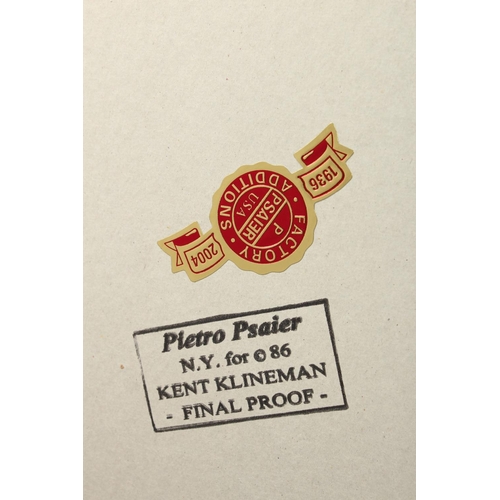 1936
FACTORY
ADDITIONS
P
PSAIER
USA
2004
Pietro Psaier
N.Y. for © 86
KENT KLINEMAN
- FINAL PROOF -